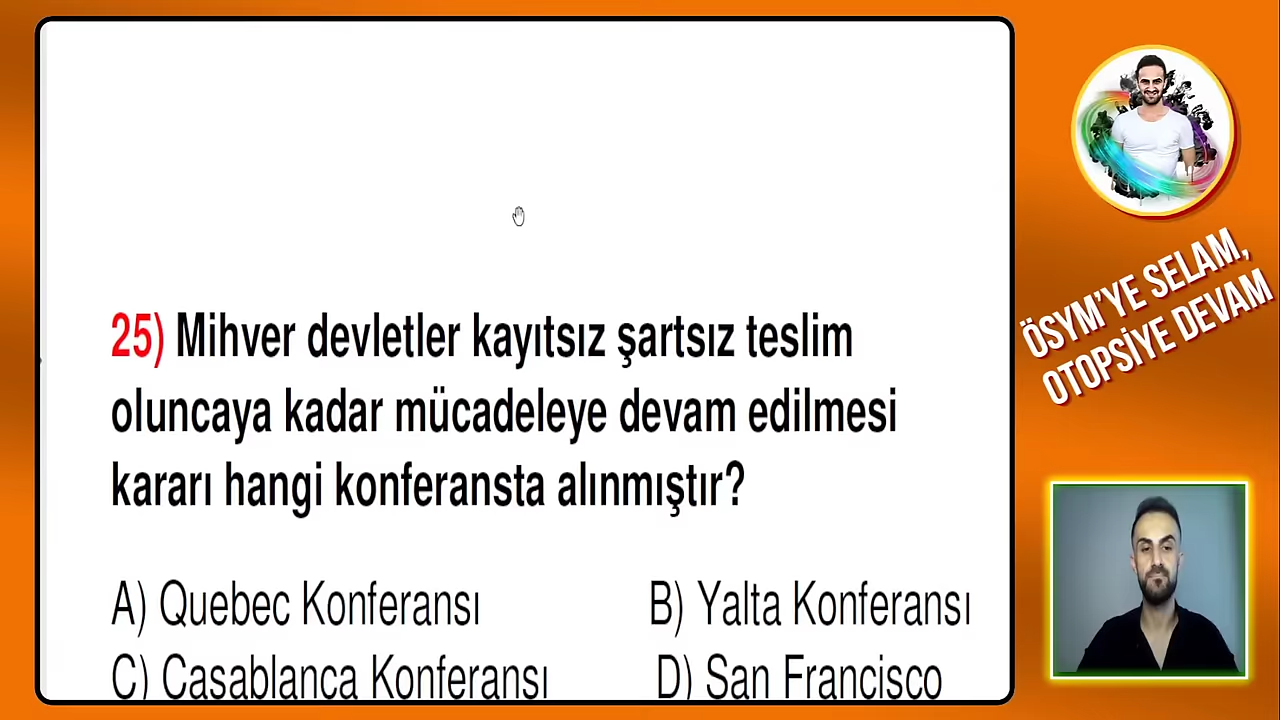 25) Mihver devletler kayıtsız şartsız teslim
oluncaya kadar mücadeleye devam edilmesi
kararı hangi konferansta alınmıştır?
A) Quebec Konferansı B) Yalta Konferansı
C) Casablanca Konferansı D) San Francisco
ÖSYM'YE SELAM,
OTOPSİYE DEVAM